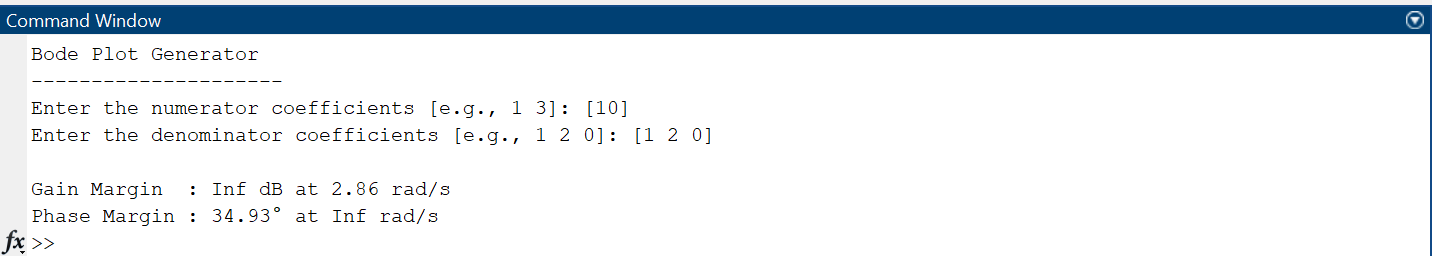 Command Window
Bode Plot Generator
---------------------
Enter the numerator coefficients [e.g., 1 3]: [10]
Enter the denominator coefficients [e.g., 1 2 0]: [1 2 0]
Gain Margin  : Inf dB at 2.86 rad/s
Phase Margin : 34.93° at Inf rad/s
fx >>